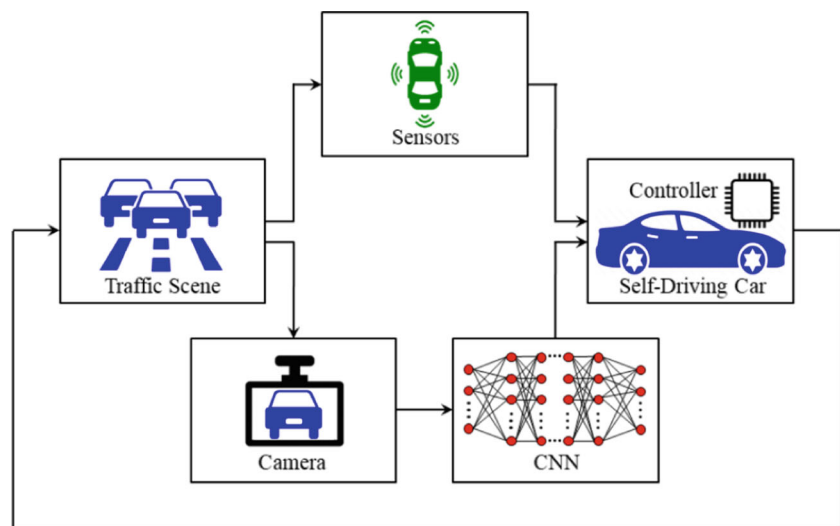 Sensors
Controller
Traffic Scene
Self-Driving Car
Camera
CNN